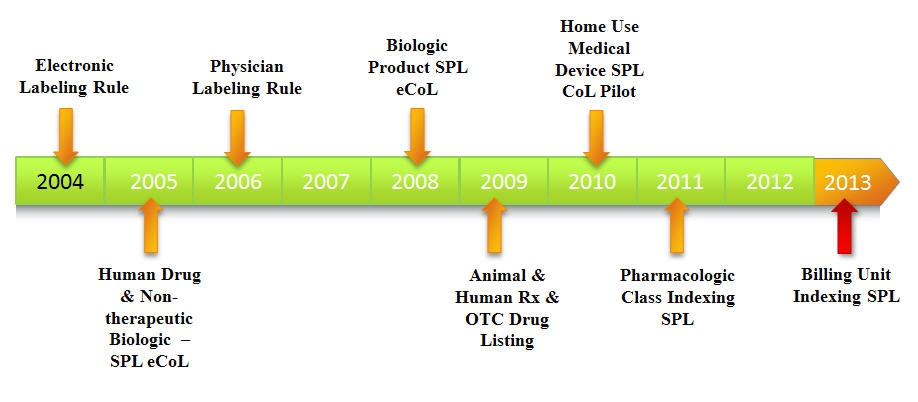 Electronic
Labeling Rule
Physician
Labeling Rule
Biologic
Product SPL
eCoL
Home Use
Medical
Device SPL
CoL Pilot
2004 2005 2006 2007 2008 2009 2010 2011 2012 2013
Human Drug
& Non-
therapeutic
Biologic –
SPL eCoL
Animal &
Human Rx &
OTC Drug
Listing
Pharmacologic
Class Indexing
SPL
Billing Unit
Indexing SPL